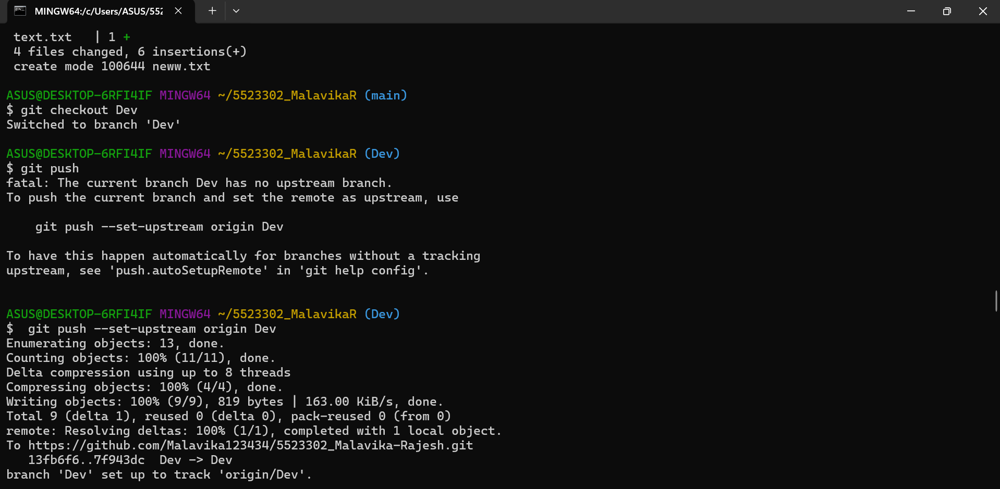 MINGW64:/c/Users/ASUS/552
text.txt   | 1 +
4 files changed, 6 insertions(+)
create mode 100644 neww.txt
ASUS@DESKTOP-6RFI4IF MINGW64 ~/5523302_MalavikaR (main)
$ git checkout Dev
Switched to branch 'Dev'
ASUS@DESKTOP-6RFI4IF MINGW64 ~/5523302_MalavikaR (Dev)
$ git push
fatal: The current branch Dev has no upstream branch.
To push the current branch and set the remote as upstream, use
git push --set-upstream origin Dev
To have this happen automatically for branches without a tracking
upstream, see 'push.autoSetupRemote' in 'git help config'.
ASUS@DESKTOP-6RFI4IF MINGW64 ~/5523302_MalavikaR (Dev)
$  git push --set-upstream origin Dev
Enumerating objects: 13, done.
Counting objects: 100% (11/11), done.
Delta compression using up to 8 threads
Compressing objects: 100% (4/4), done.
Writing objects: 100% (9/9), 819 bytes | 163.00 KiB/s, done.
Total 9 (delta 1), reused 0 (delta 0), pack-reused 0 (from 0)
remote: Resolving deltas: 100% (1/1), completed with 1 local object.
To https://github.com/Malavika123434/5523302_Malavika-Rajesh.git
13fb6f6..7f943dc  Dev -> Dev
branch 'Dev' set up to track 'origin/Dev'.